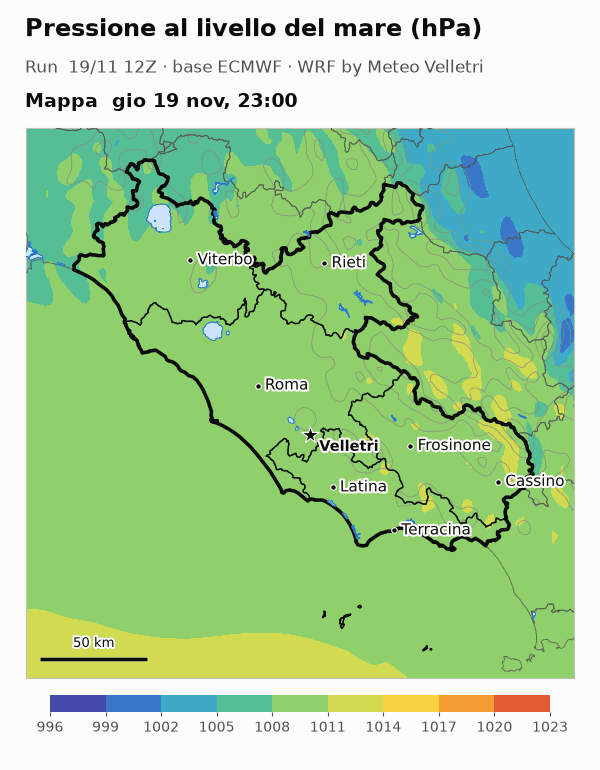 Pressione al livello del mare (hPa)
Run 19/11 12Z · base ECMWF · WRF by Meteo Velletri
Mappa gio 19 nov, 23:00
Viterbo
Rieti
Roma
Velletri
Frosinone
Latina
Cassino
Terracina
50 km
996 999 1002 1005 1008 1011 1014 1017 1020 1023